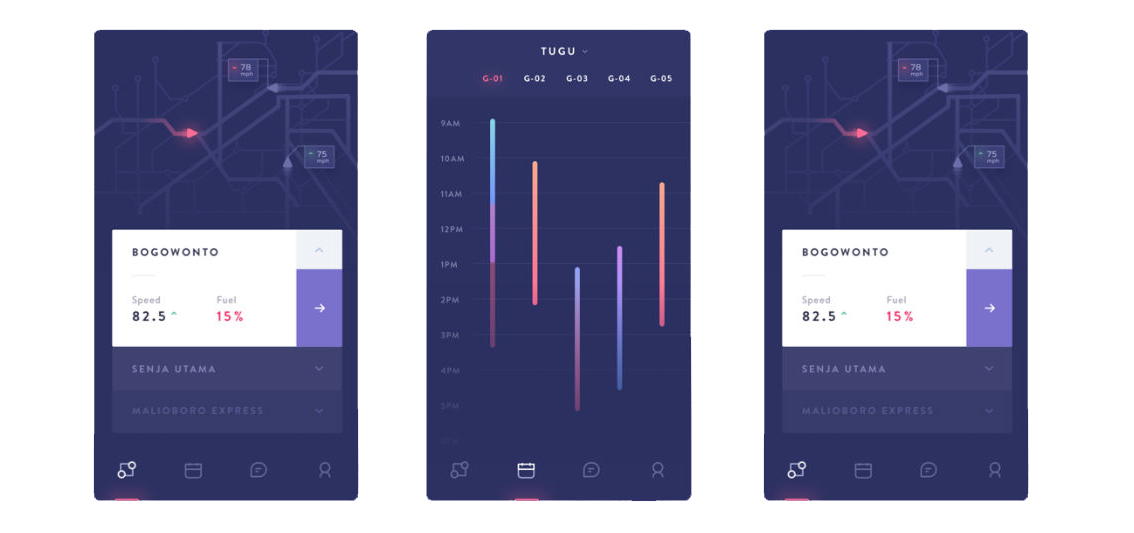 78
mph
75
mph
BOGOWONTO
Speed Fuel
82.5 15%
SENJA UTAMA
MALIOBORO EXPRESS
TUGU
G-01 G-02 G-03 G-04 G-05
9AM
10AM
11AM
12PM
1PM
2PM
3PM
4PM
5PM
78
mph
75
mph
BOGOWONTO
Speed Fuel
82.5 15%
SENJA UTAMA
MALIOBORO EXPRESS